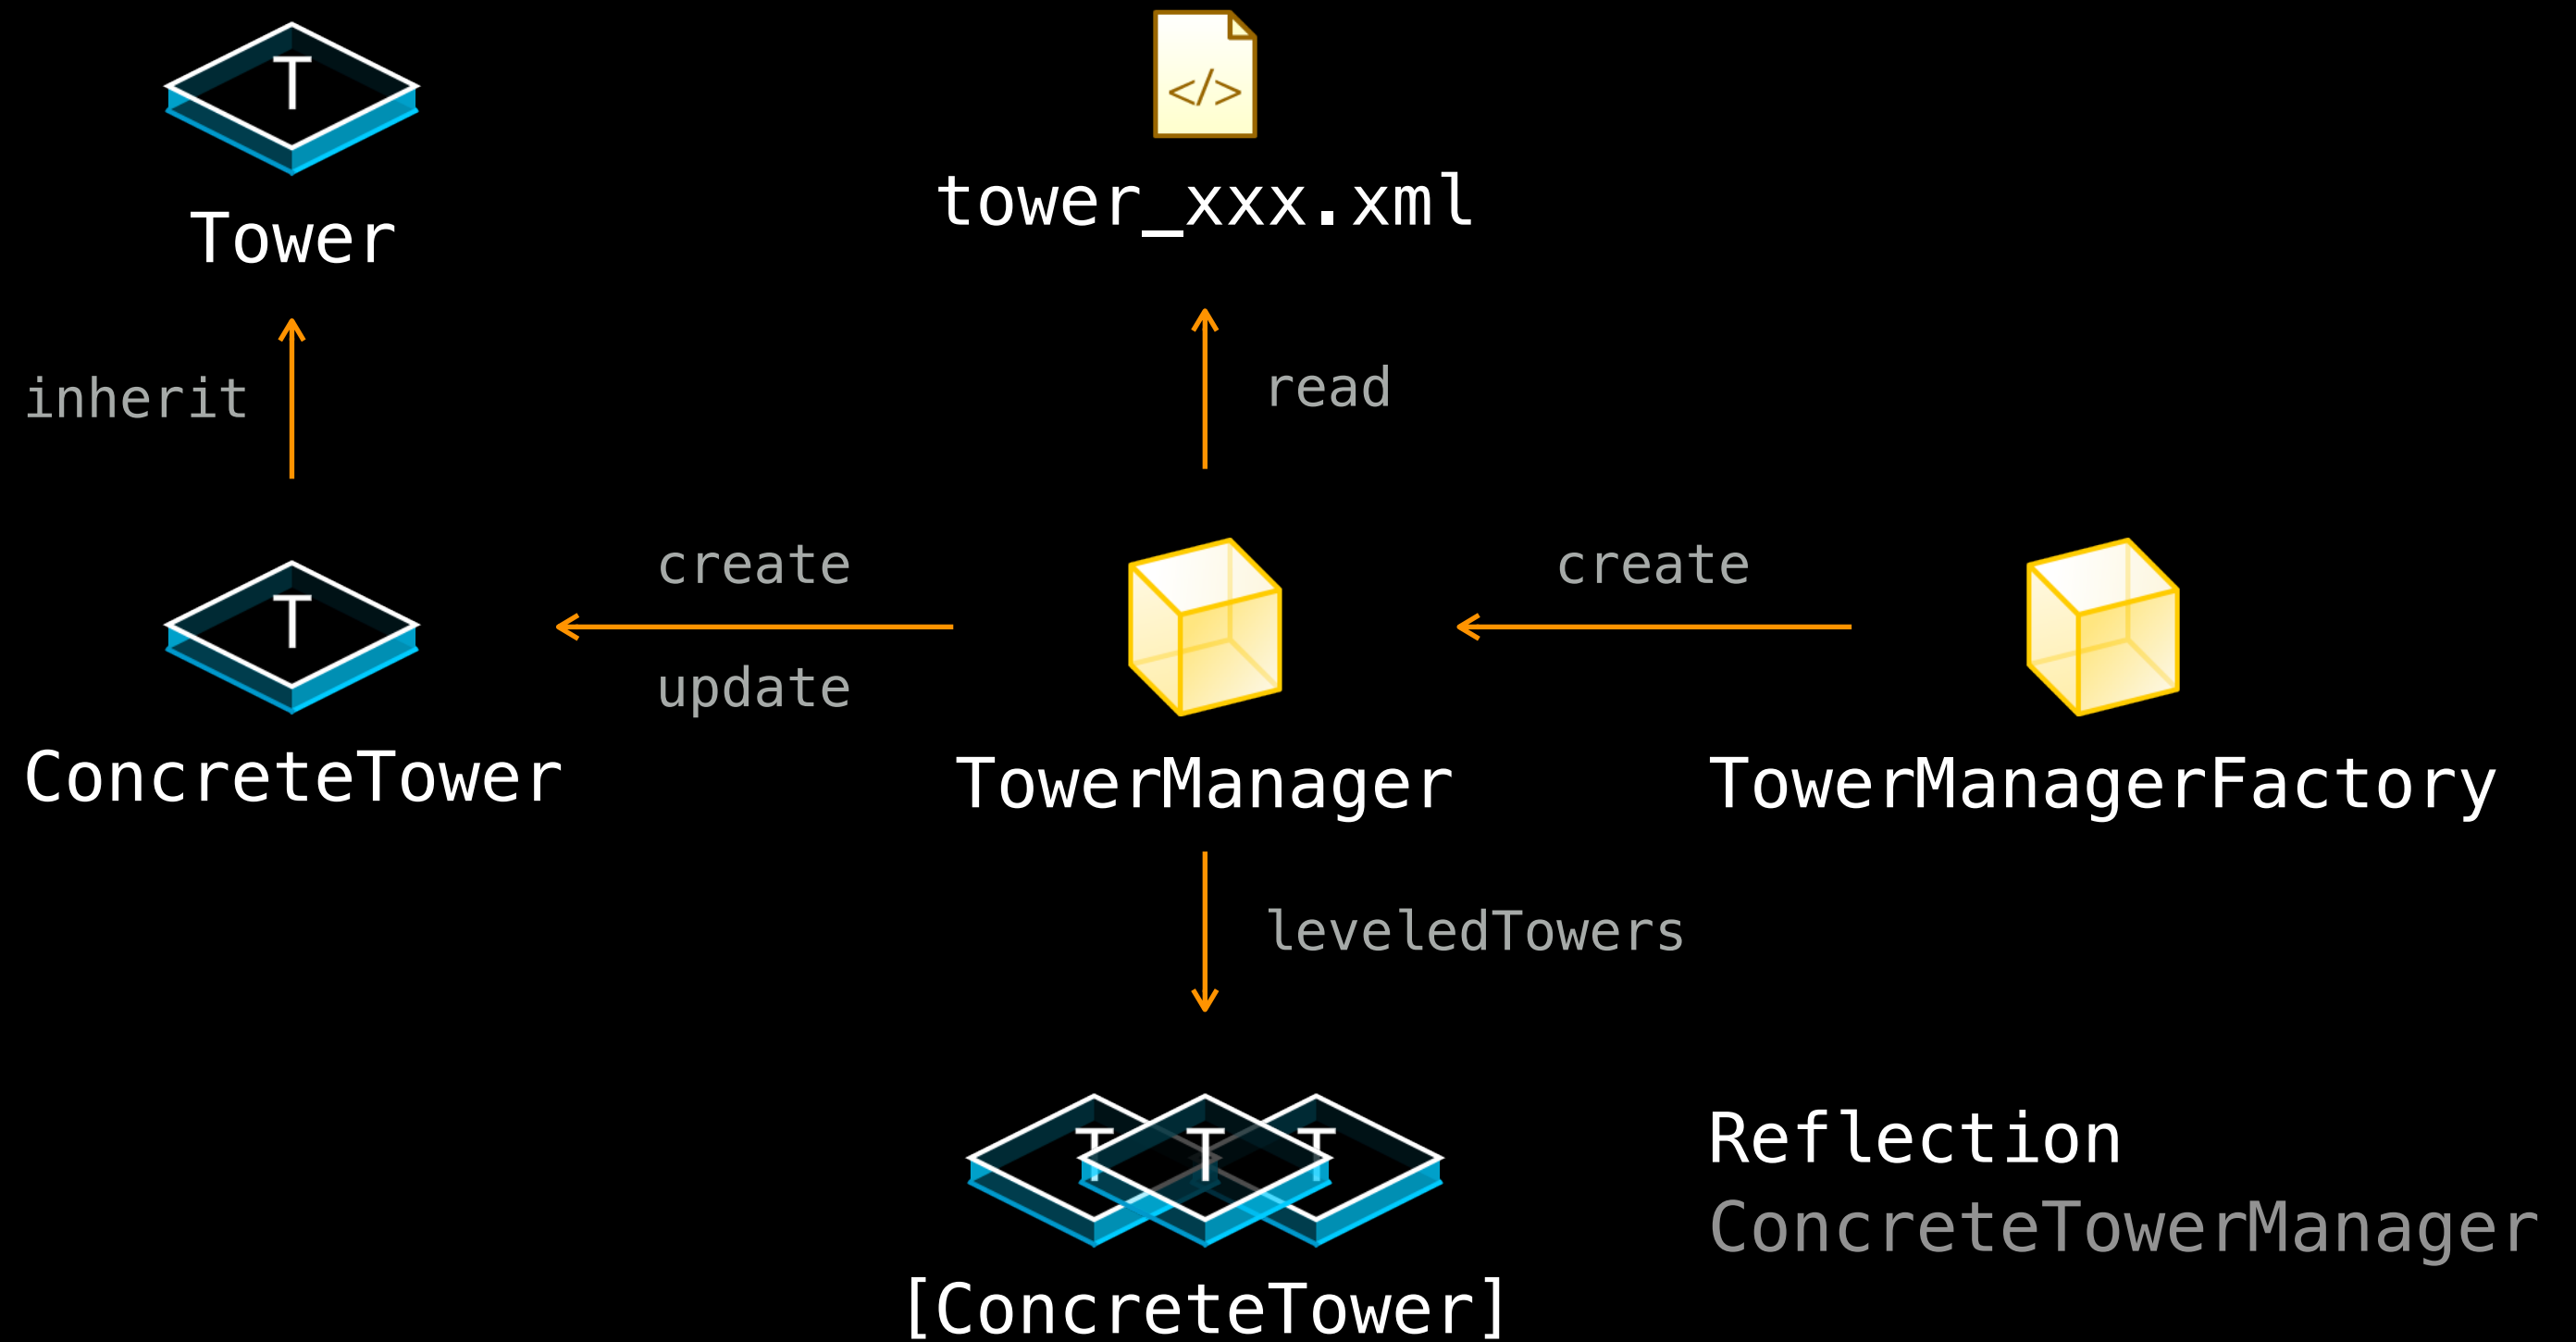 T
Tower
</>
tower_xxx.xml
inherit
read
T
ConcreteTower
create
update
TowerManager
create
TowerManagerFactory
leveledTowers
T T T
[ConcreteTower]
Reflection
ConcreteTowerManager